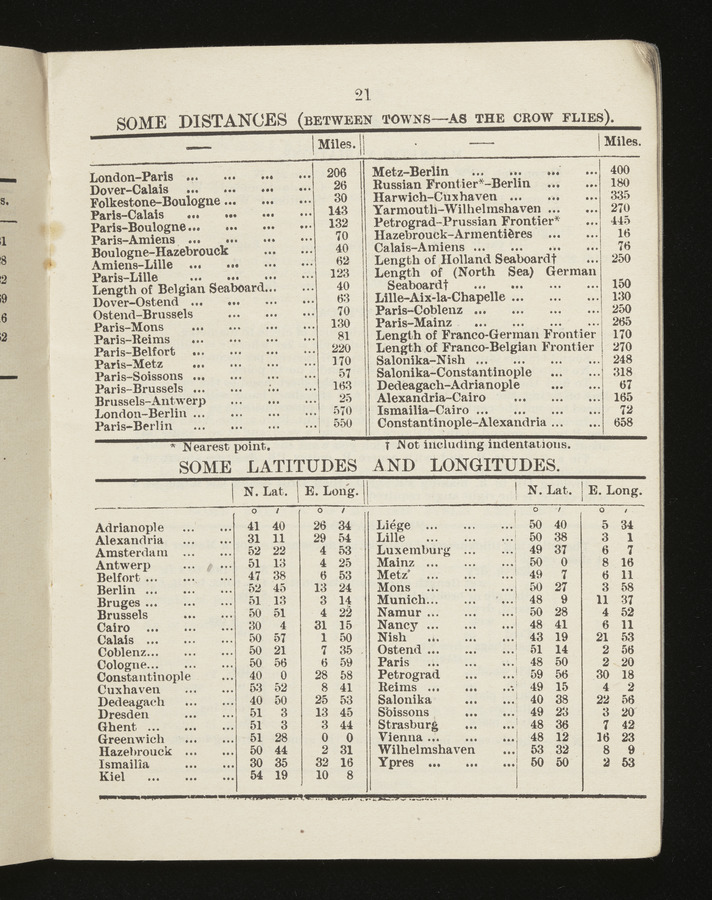 21
SOME DISTANCES (BETWEEN TOWNS—AS THE CROW FLIES).
— Miles.
London-Paris ... ... ... ... 206
Dover-Calais ... ... ... ... 26
Folkestone-Boulogne ... ... ... 30
Paris-Calais ... ... ... ... 143
Paris-Boulogne ... ... ... ... 132
Paris-Amiens ... ... ... ... 70
Boulogne-Hazebrouck ... ... 40
Amiens-Lille ... ... ... ... 62
Paris-Lille ... ... ... ... 123
Length of Belgian Seaboard... ... 40
Dover-Ostend ... ... ... ... 63
Ostend-Brussels ... ... ... 70
Paris-Mons ... ... ... ... 130
Paris-Reims ... ... ... ... 81
Paris-Belfort ... ... ... ... 220
Paris-Metz ... ... ... ... 170
Paris-Soissons ... ... ... ... 57
Paris-Brussels ... ... ... ... 163
Brussels-Antwerp ... ... ... 25
London-Berlin ... ... ... ... 570
Paris-Berlin ... ... ... ... 550
— Miles.
Metz-Berlin ... ... ... ... 400
Russian Frontier*-Berlin ... ... 180
Harwich-Cuxhaven ... ... ... 335
Yarmouth-Wilhelmshaven ... ... 270
Petrograd-Prussian Frontier* ... 445
Hazebrouck-Armentières ... ... 16
Calais-Amiens ... ... ... ... 76
Length of Holland Seaboard† ... 250
Length of (North Sea) German
Seaboard† ... ... ... ... 150
Lille-Aix-la-Chapelle ... ... ... 130
Paris-Coblenz ... ... ... ... 250
Paris-Mainz ... ... ... ... 265
Length of Franco-German Frontier 170
Length of Franco-Belgian Frontier 270
Salonika-Nish ... ... ... ... 248
Salonika-Constantinople ... ... 318
Dedeagach-Adrianople ... ... 67
Alexandria-Cairo ... ... ... 165
Ismailia-Cairo ... ... ... ... 72
Constantinople-Alexandria ... ... 658
* Nearest point. † Not including indentations.
SOME LATITUDES AND LONGITUDES.
N. Lat. E. Long.
° ′ ° ′
Adrianople ... ... 41 40 26 34
Alexandria ... ... 31 11 29 54
Amsterdam ... ... 52 22 4 53
Antwerp ... ... 51 13 4 25
Belfort ... ... ... 47 38 6 53
Berlin ... ... ... 52 45 13 24
Bruges ... ... ... 51 13 3 14
Brussels ... ... 50 51 4 22
Cairo ... ... ... 30 4 31 15
Calais ... ... ... 50 57 1 50
Coblenz... ... ... 50 21 7 35
Cologne... ... ... 50 56 6 59
Constantinople ... 40 0 28 58
Cuxhaven ... ... 53 52 8 41
Dedeagach ... ... 40 50 25 53
Dresden ... ... 51 3 13 45
Ghent ... ... ... 51 3 3 44
Greenwich ... ... 51 28 0 0
Hazebrouck ... ... 50 44 2 31
Ismailia ... ... 30 35 32 16
Kiel ... ... ... 54 19 10 8
N. Lat. E. Long.
° ′ ° ′
Liége ... ... ... 50 40 5 34
Lille ... ... ... 50 38 3 1
Luxemburg ... ... 49 37 6 7
Mainz ... ... ... 50 0 8 16
Metz ... ... ... 49 7 6 11
Mons ... ... ... 50 27 3 58
Munich... ... ... 48 9 11 37
Namur ... ... ... 50 28 4 52
Nancy ... ... ... 48 41 6 11
Nish ... ... ... 43 19 21 53
Ostend ... ... ... 51 14 2 56
Paris ... ... ... 48 50 2 20
Petrograd ... ... 59 56 30 18
Reims ... ... ... 49 15 4 2
Salonika ... ... 40 38 22 56
Soissons ... ... 49 23 3 20
Strasburg ... ... 48 36 7 42
Vienna ... ... ... 48 12 16 23
Wilhelmshaven ... 53 32 8 9
Ypres ... ... ... 50 50 2 53